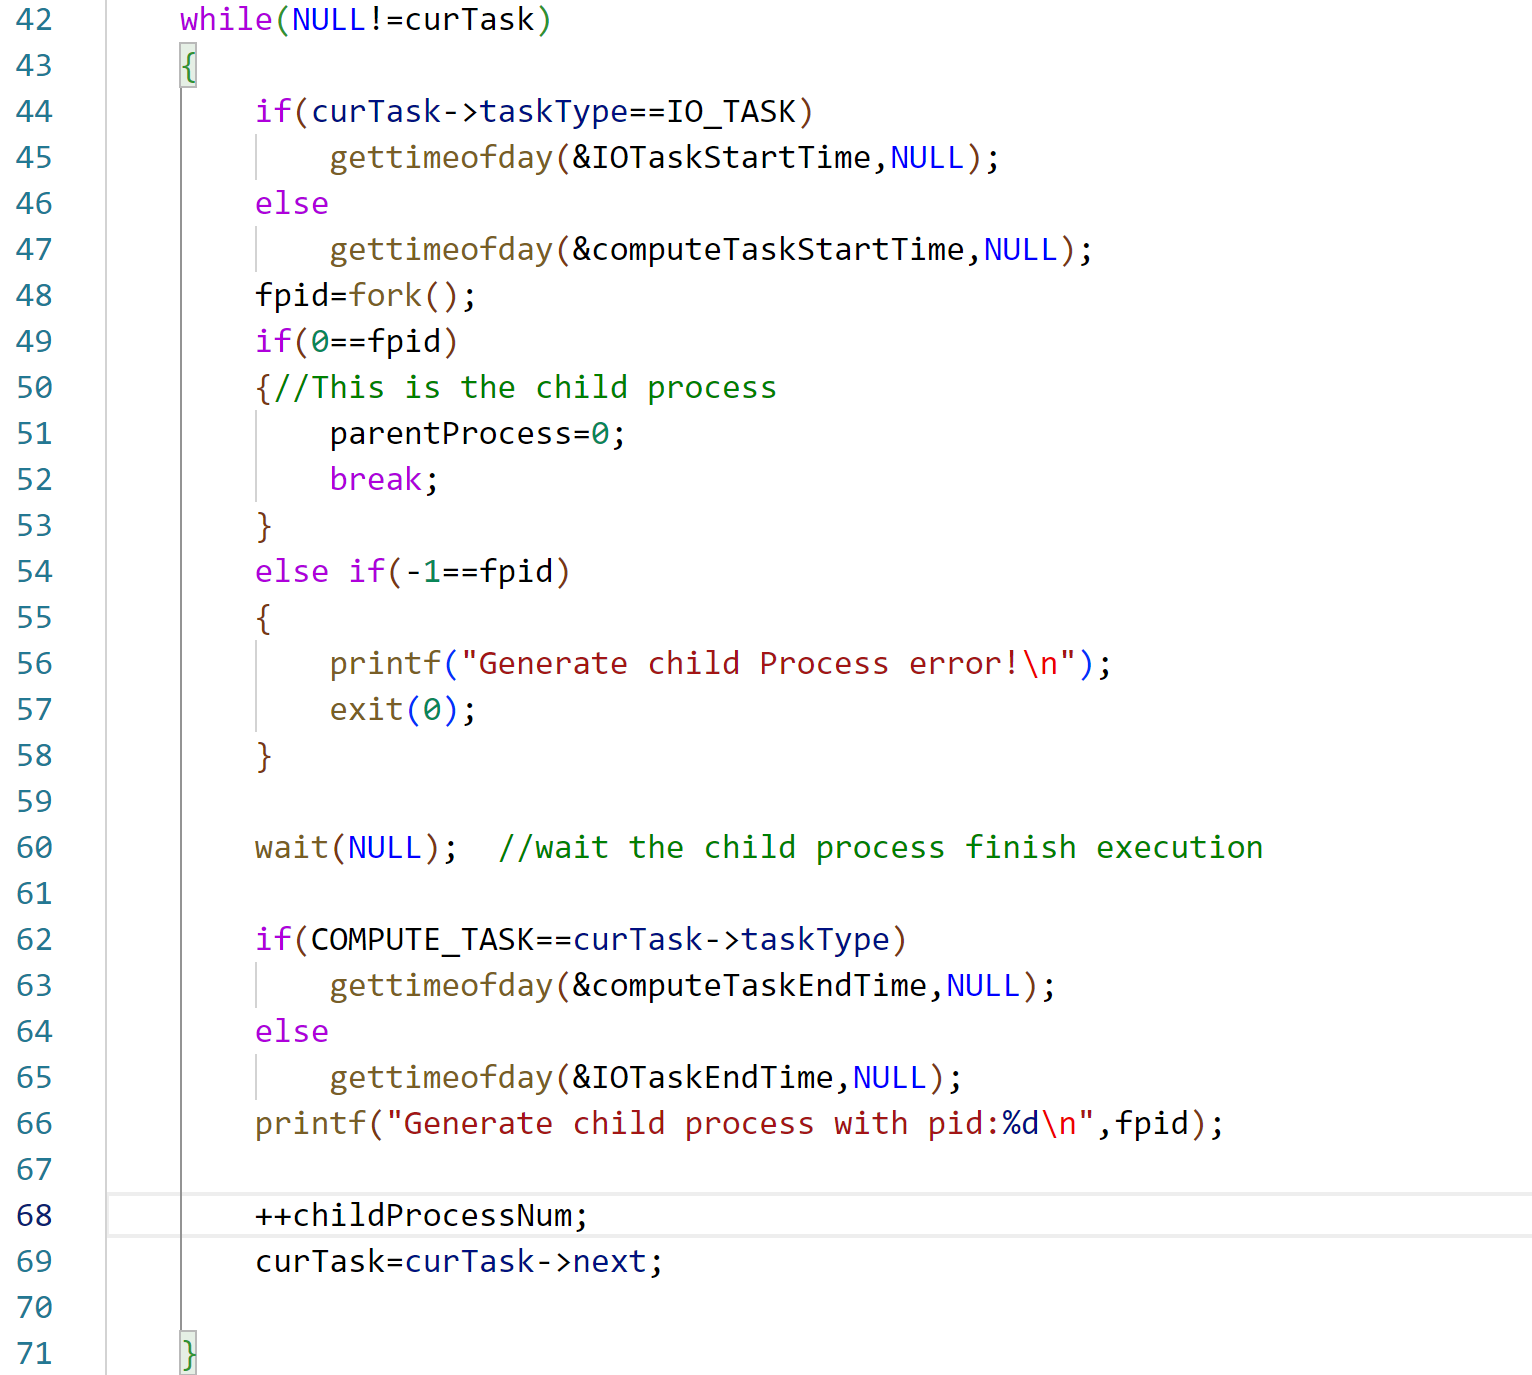 42 while(NULL!=curTask)
43 {
44 if(curTask->taskType==IO_TASK)
45 gettimeofday(&IOTaskStartTime,NULL);
46 else
47 gettimeofday(&computeTaskStartTime,NULL);
48 fpid=fork();
49 if(0==fpid)
50 {//This is the child process
51 parentProcess=0;
52 break;
53 }
54 else if(-1==fpid)
55 {
56 printf("Generate child Process error!\n");
57 exit(0);
58 }
59
60 wait(NULL);  //wait the child process finish execution
61
62 if(COMPUTE_TASK==curTask->taskType)
63 gettimeofday(&computeTaskEndTime,NULL);
64 else
65 gettimeofday(&IOTaskEndTime,NULL);
66 printf("Generate child process with pid:%d\n",fpid);
67
68 ++childProcessNum;
69 curTask=curTask->next;
70
71 }